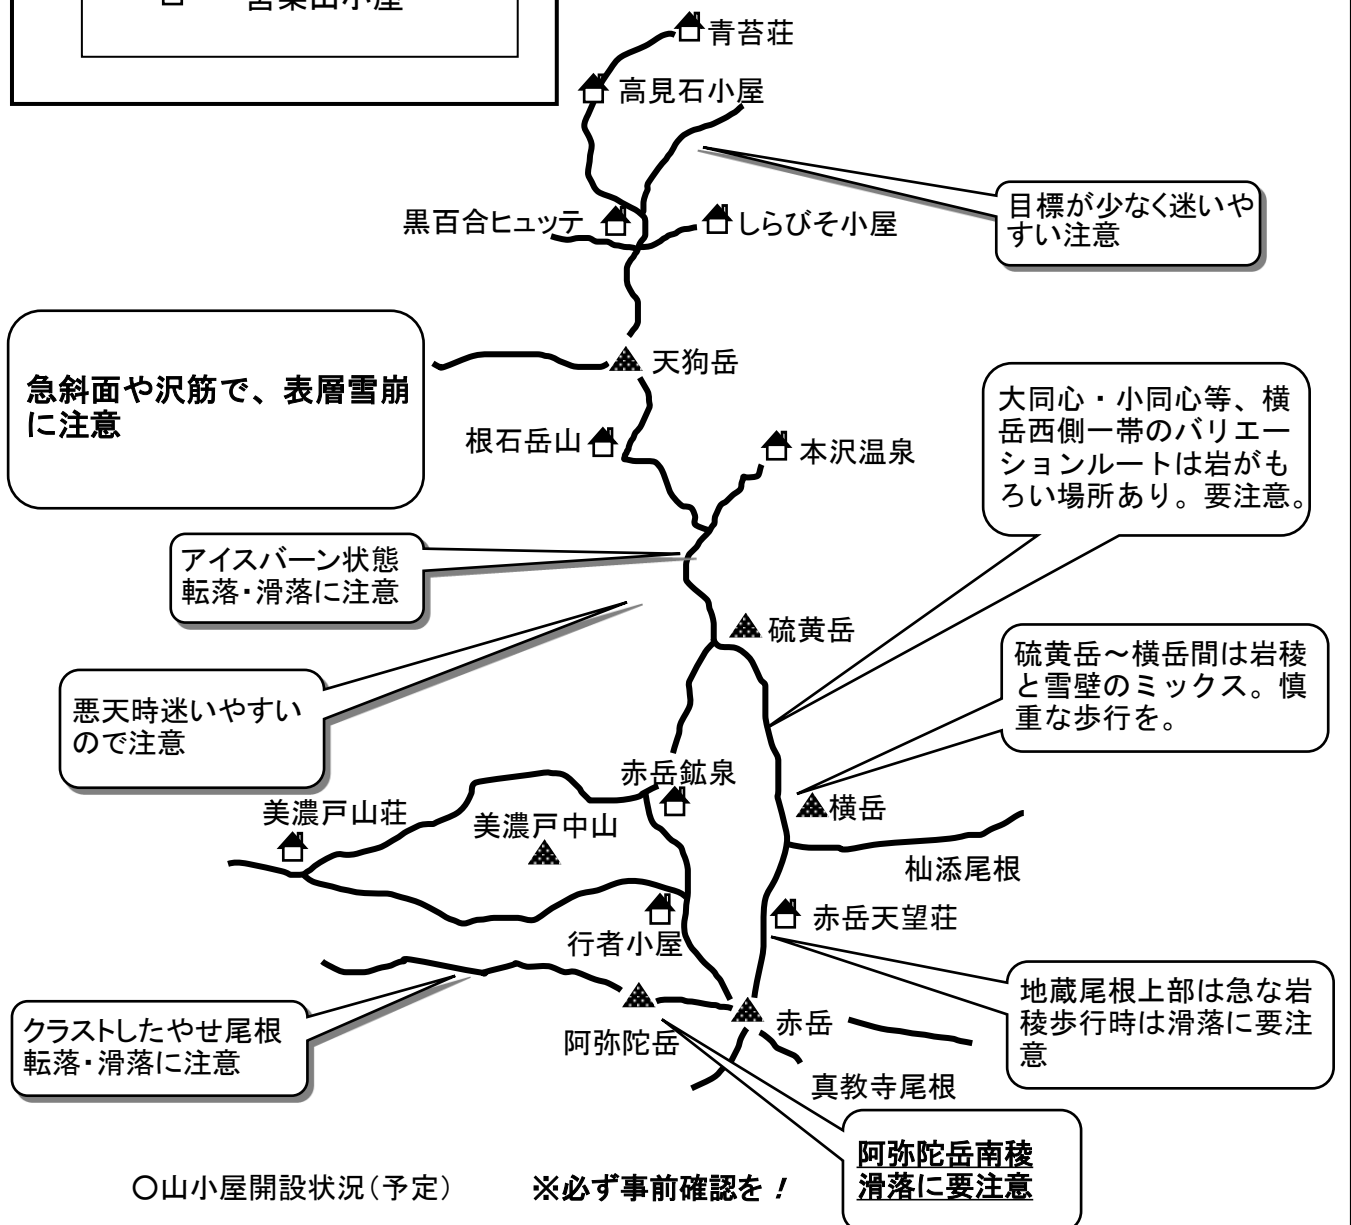 営業山小屋
青苔荘
高見石小屋
目標が少なく迷いや
すい注意
黒百合ヒュッテ
しらびそ小屋
急斜面や沢筋で、表層雪崩
に注意
天狗岳
根石岳山
本沢温泉
大同心・小同心等、横
岳西側一帯のバリエー
ションルートは岩がも
ろい場所あり。要注意。
アイスバーン状態
転落・滑落に注意
硫黄岳
硫黄岳～横岳間は岩稜
と雪壁のミックス。慎
重な歩行を。
悪天時迷いやすい
ので注意
赤岳鉱泉
美濃戸山荘
美濃戸中山
横岳
杣添尾根
赤岳天望荘
行者小屋
地蔵尾根上部は急な岩
稜歩行時は滑落に要注
意
クラストしたやせ尾根
転落・滑落に注意
阿弥陀岳
赤岳
真教寺尾根
阿弥陀岳南稜
滑落に要注意
〇山小屋開設状況（予定）
※必ず事前確認を！